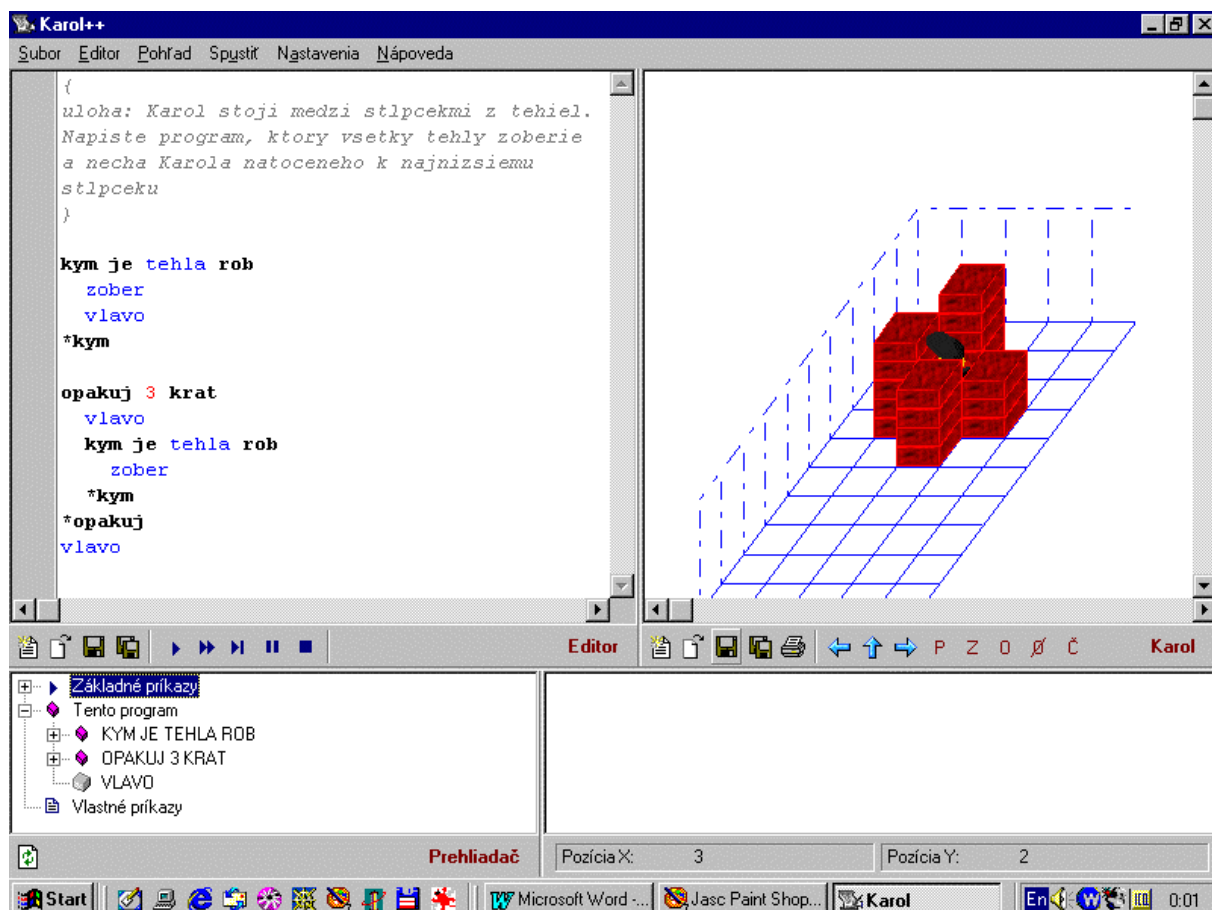 Karol++
Subor Editor Pohľad Spustiť Nastavenia Nápoveda
{
uloha: Karol stoji medzi stlpcekmi z tehiel.
Napiste program, ktory vsetky tehly zoberie
a necha Karola natoceneho k najnizsiemu
stlpceku
}
kym je tehla rob
zober
vlavo
*kym
opakuj 3 krat
vlavo
kym je tehla rob
zober
*kym
*opakuj
vlavo
Editor
P Z O Ø Č Karol
Základné príkazy
Tento program
KYM JE TEHLA ROB
OPAKUJ 3 KRAT
VLAVO
Vlastné príkazy
Prehliadač
Pozícia X: 3 Pozícia Y: 2
Start Microsoft Word -... Jasc Paint Shop... Karol En 0:01